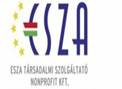 ESZA
ESZA TÁRSADALMI SZOLGÁLTATÓ
NONPROFIT KFT.